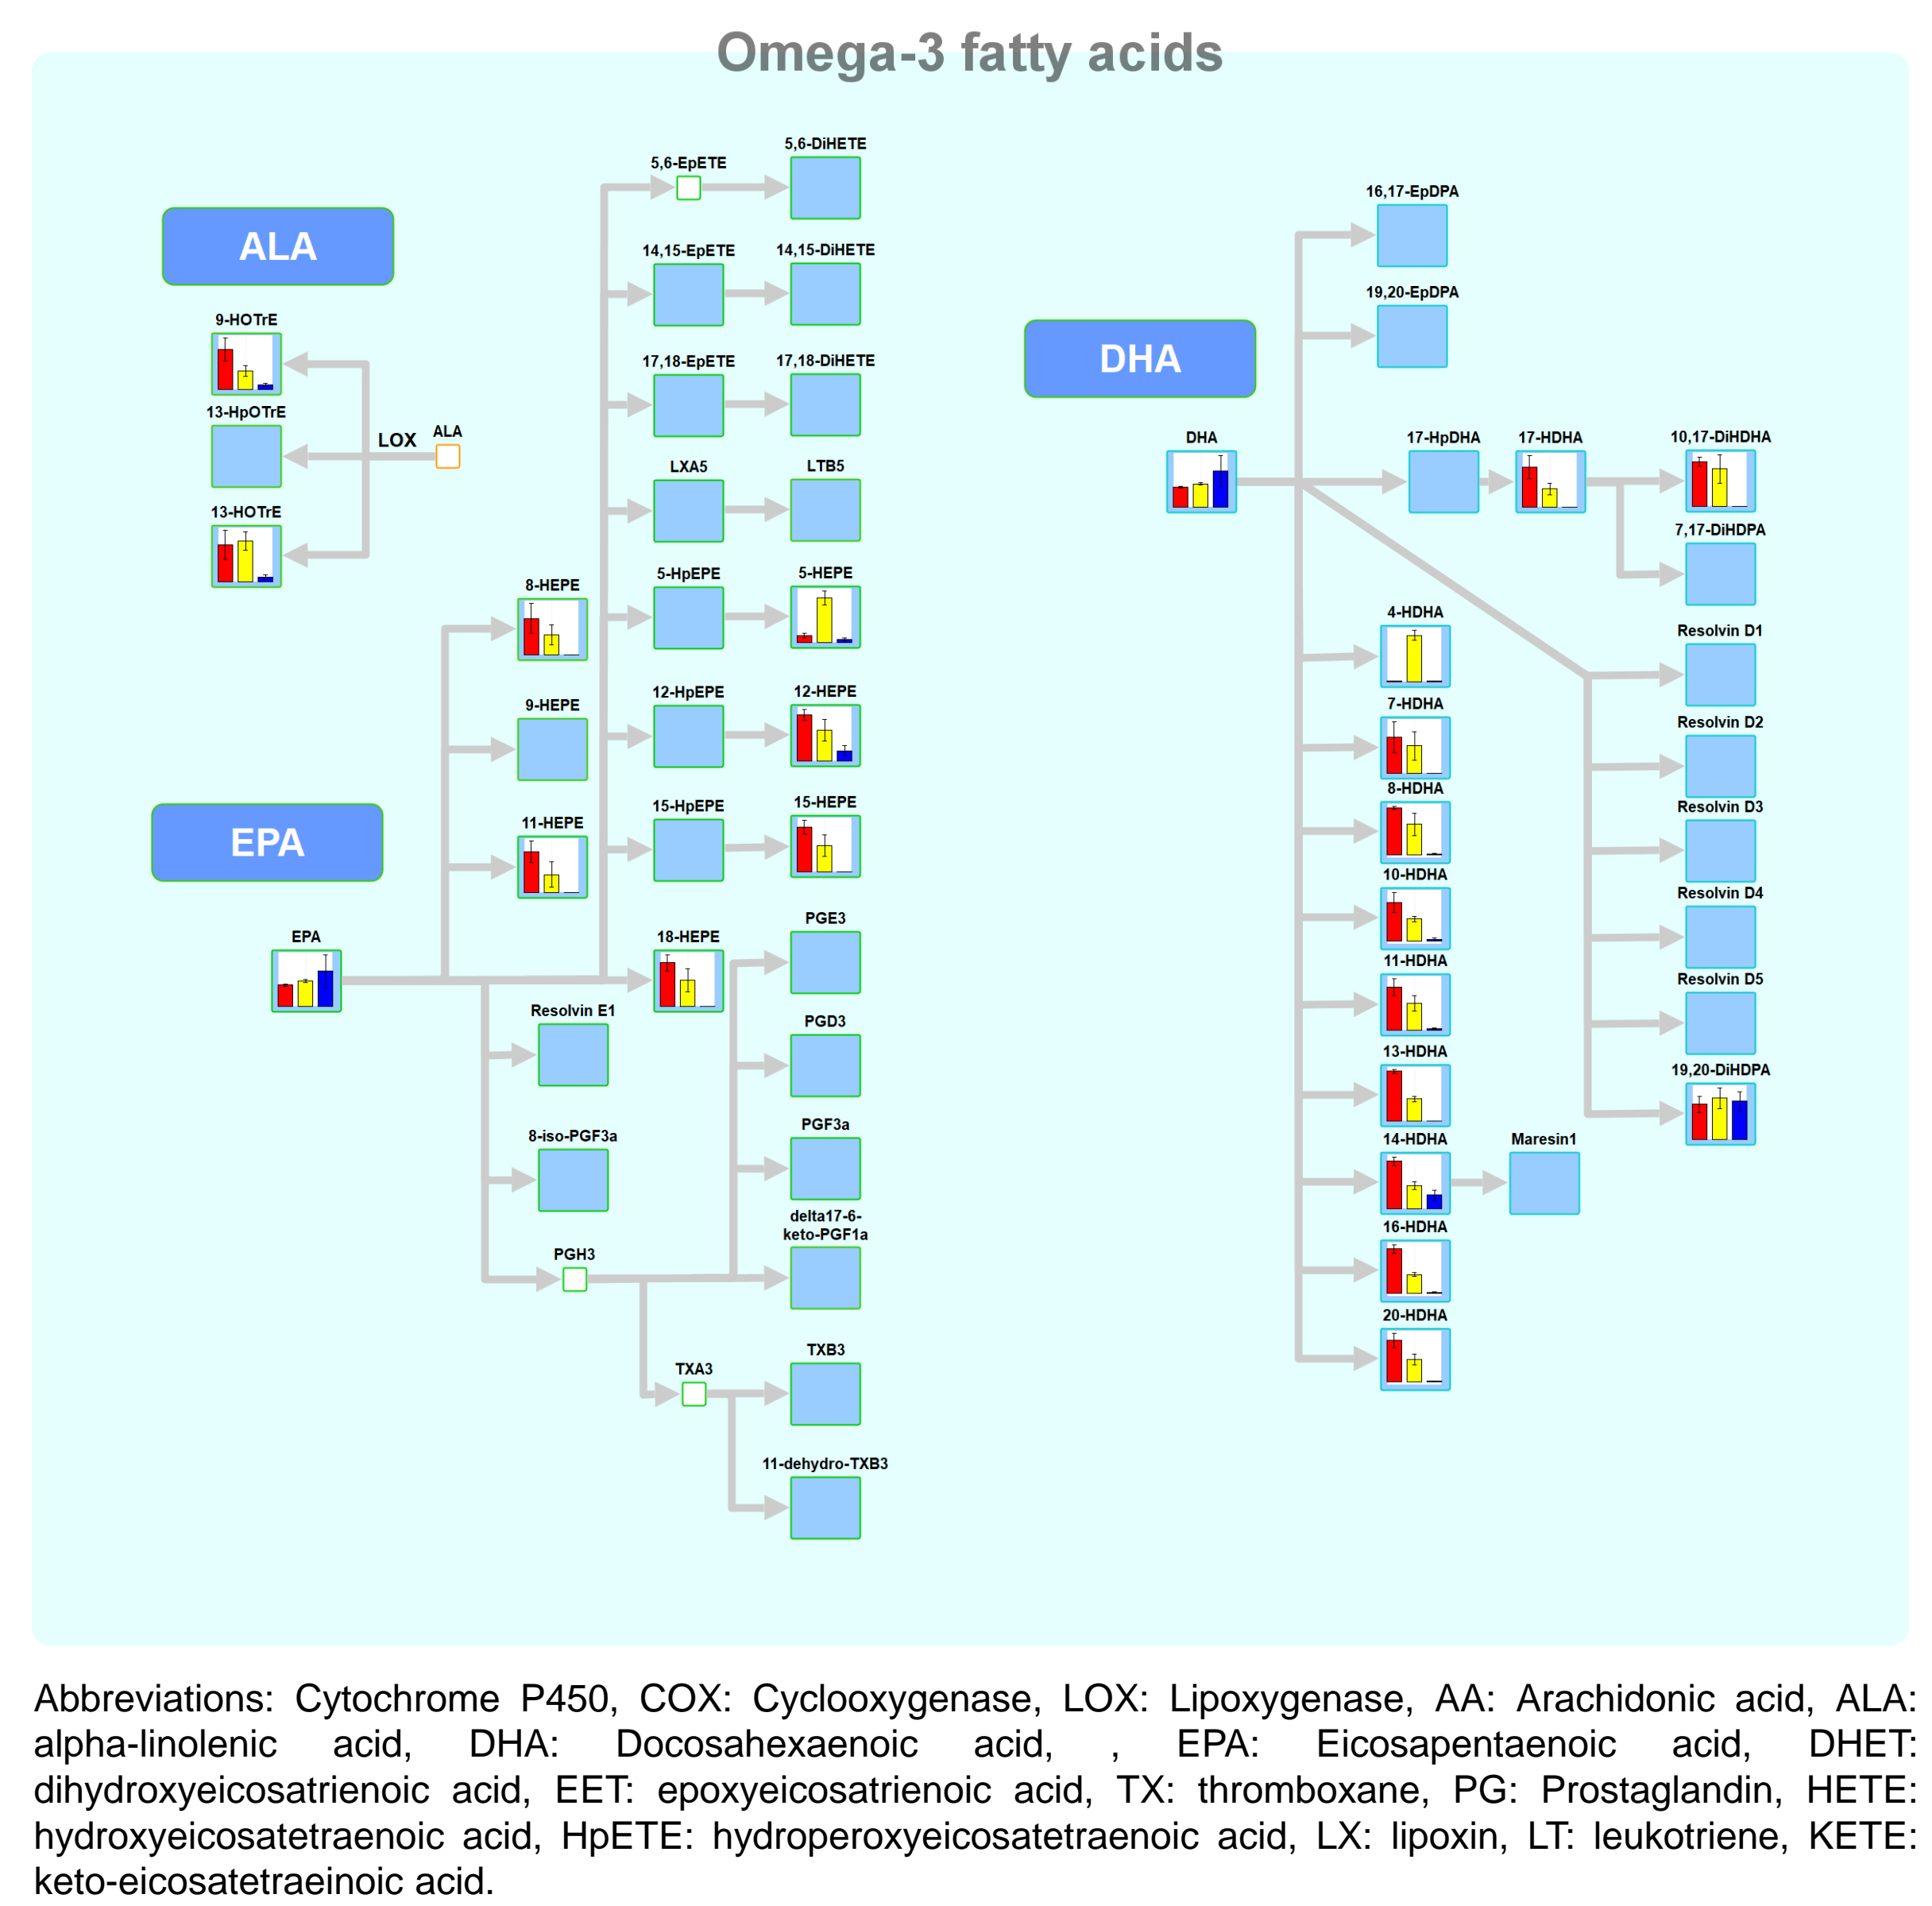 Omega-3 fatty acids
ALA
9-HOTrE
13-HpOTrE
LOX
ALA
13-HOTrE
EPA
EPA
8-HEPE
9-HEPE
11-HEPE
5,6-EpETE
5,6-DiHETE
14,15-EpETE
14,15-DiHETE
17,18-EpETE
17,18-DiHETE
LXA5
LTB5
5-HpEPE
5-HEPE
12-HpEPE
12-HEPE
15-HpEPE
15-HEPE
18-HEPE
Resolvin E1
8-iso-PGF3a
PGH3
PGE3
PGD3
PGF3a
delta17-6-
keto-PGF1a
TXA3
TXB3
11-dehydro-TXB3
DHA
DHA
16,17-EpDPA
19,20-EpDPA
17-HpDHA
17-HDHA
10,17-DiHDHA
7,17-DiHDPA
4-HDHA
7-HDHA
8-HDHA
10-HDHA
11-HDHA
13-HDHA
14-HDHA
Maresin1
16-HDHA
20-HDHA
Resolvin D1
Resolvin D2
Resolvin D3
Resolvin D4
Resolvin D5
19,20-DiHDPA
Abbreviations: Cytochrome P450, COX: Cyclooxygenase, LOX: Lipoxygenase, AA: Arachidonic acid, ALA:
alpha-linolenic acid, DHA: Docosahexaenoic acid, , EPA: Eicosapentaenoic acid, DHET:
dihydroxyeicosatrienoic acid, EET: epoxyeicosatrienoic acid, TX: thromboxane, PG: Prostaglandin, HETE:
hydroxyeicosatetraenoic acid, HpETE: hydroperoxyeicosatetraenoic acid, LX: lipoxin, LT: leukotriene, KETE:
keto-eicosatetraeinoic acid.